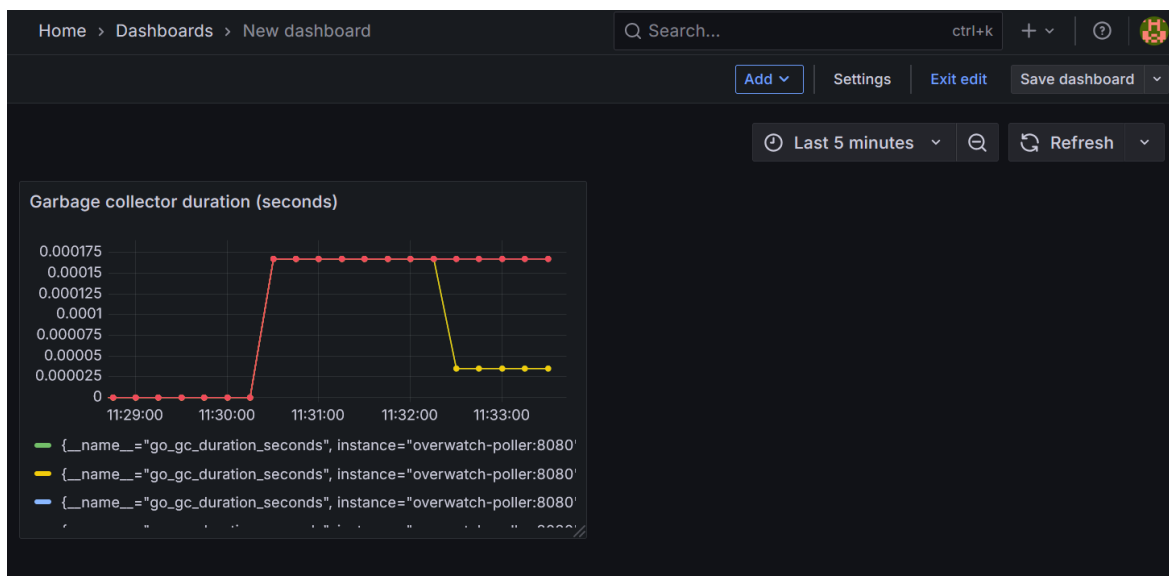 Home › Dashboards › New dashboard
Search... ctrl+k
Add Settings Exit edit Save dashboard
Last 5 minutes Refresh
Garbage collector duration (seconds)
0.000175
0.00015
0.000125
0.0001
0.000075
0.00005
0.000025
0
11:29:00 11:30:00 11:31:00 11:32:00 11:33:00
{__name__="go_gc_duration_seconds", instance="overwatch-poller:8080"
{__name__="go_gc_duration_seconds", instance="overwatch-poller:8080"
{__name__="go_gc_duration_seconds", instance="overwatch-poller:8080"